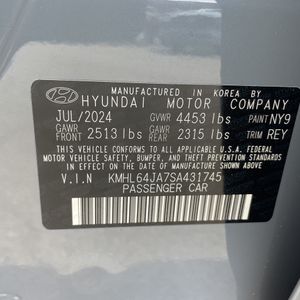 MANUFACTURED IN KOREA BY
HYUNDAI MOTOR COMPANY
JUL/2024 GVWR 4453 lbs PAINT NY9
GAWR FRONT 2513 lbs GAWR REAR 2315 lbs TRIM REY
THIS VEHICLE CONFORMS TO ALL APPLICABLE U.S.A. FEDERAL
MOTOR VEHICLE SAFETY, BUMPER, AND THEFT PREVENTION
STANDARDS IN EFFECT ON THE DATE OF MANUFACTURE SHOWN ABOVE.
V.I.N KMHL64JA7SA431745
PASSENGER CAR